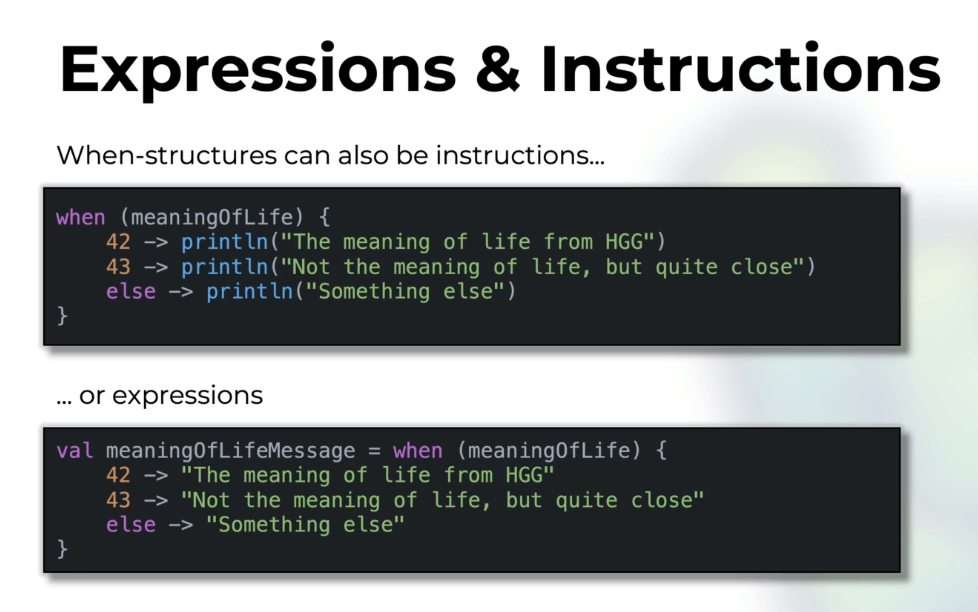 Expressions & Instructions
When-structures can also be instructions...
when (meaningOfLife) {
    42 -> println("The meaning of life from HGG")
    43 -> println("Not the meaning of life, but quite close")
    else -> println("Something else")
}
... or expressions
val meaningOfLifeMessage = when (meaningOfLife) {
    42 -> "The meaning of life from HGG"
    43 -> "Not the meaning of life, but quite close"
    else -> "Something else"
}